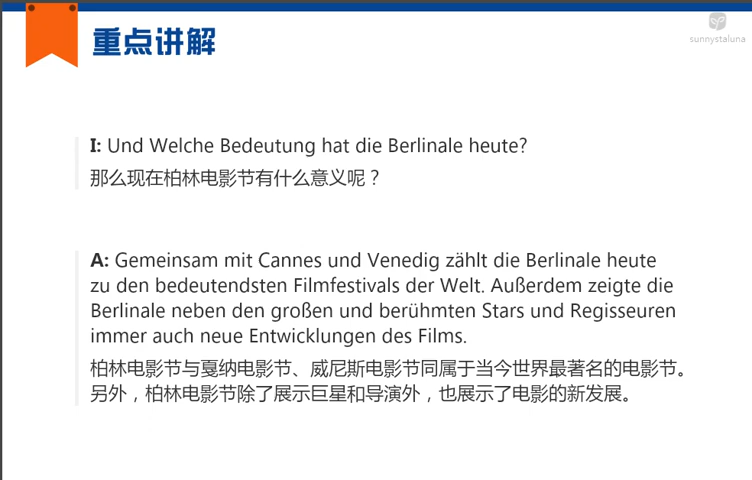 重点讲解
sunnystaluna
I: Und Welche Bedeutung hat die Berlinale heute?
那么现在柏林电影节有什么意义呢？
A: Gemeinsam mit Cannes und Venedig zählt die Berlinale heute
zu den bedeutendsten Filmfestivals der Welt. Außerdem zeigte die
Berlinale neben den großen und berühmten Stars und Regisseuren
immer auch neue Entwicklungen des Films.
柏林电影节与戛纳电影节、威尼斯电影节同属于当今世界最著名的电影节。
另外，柏林电影节除了展示巨星和导演外，也展示了电影的新发展。